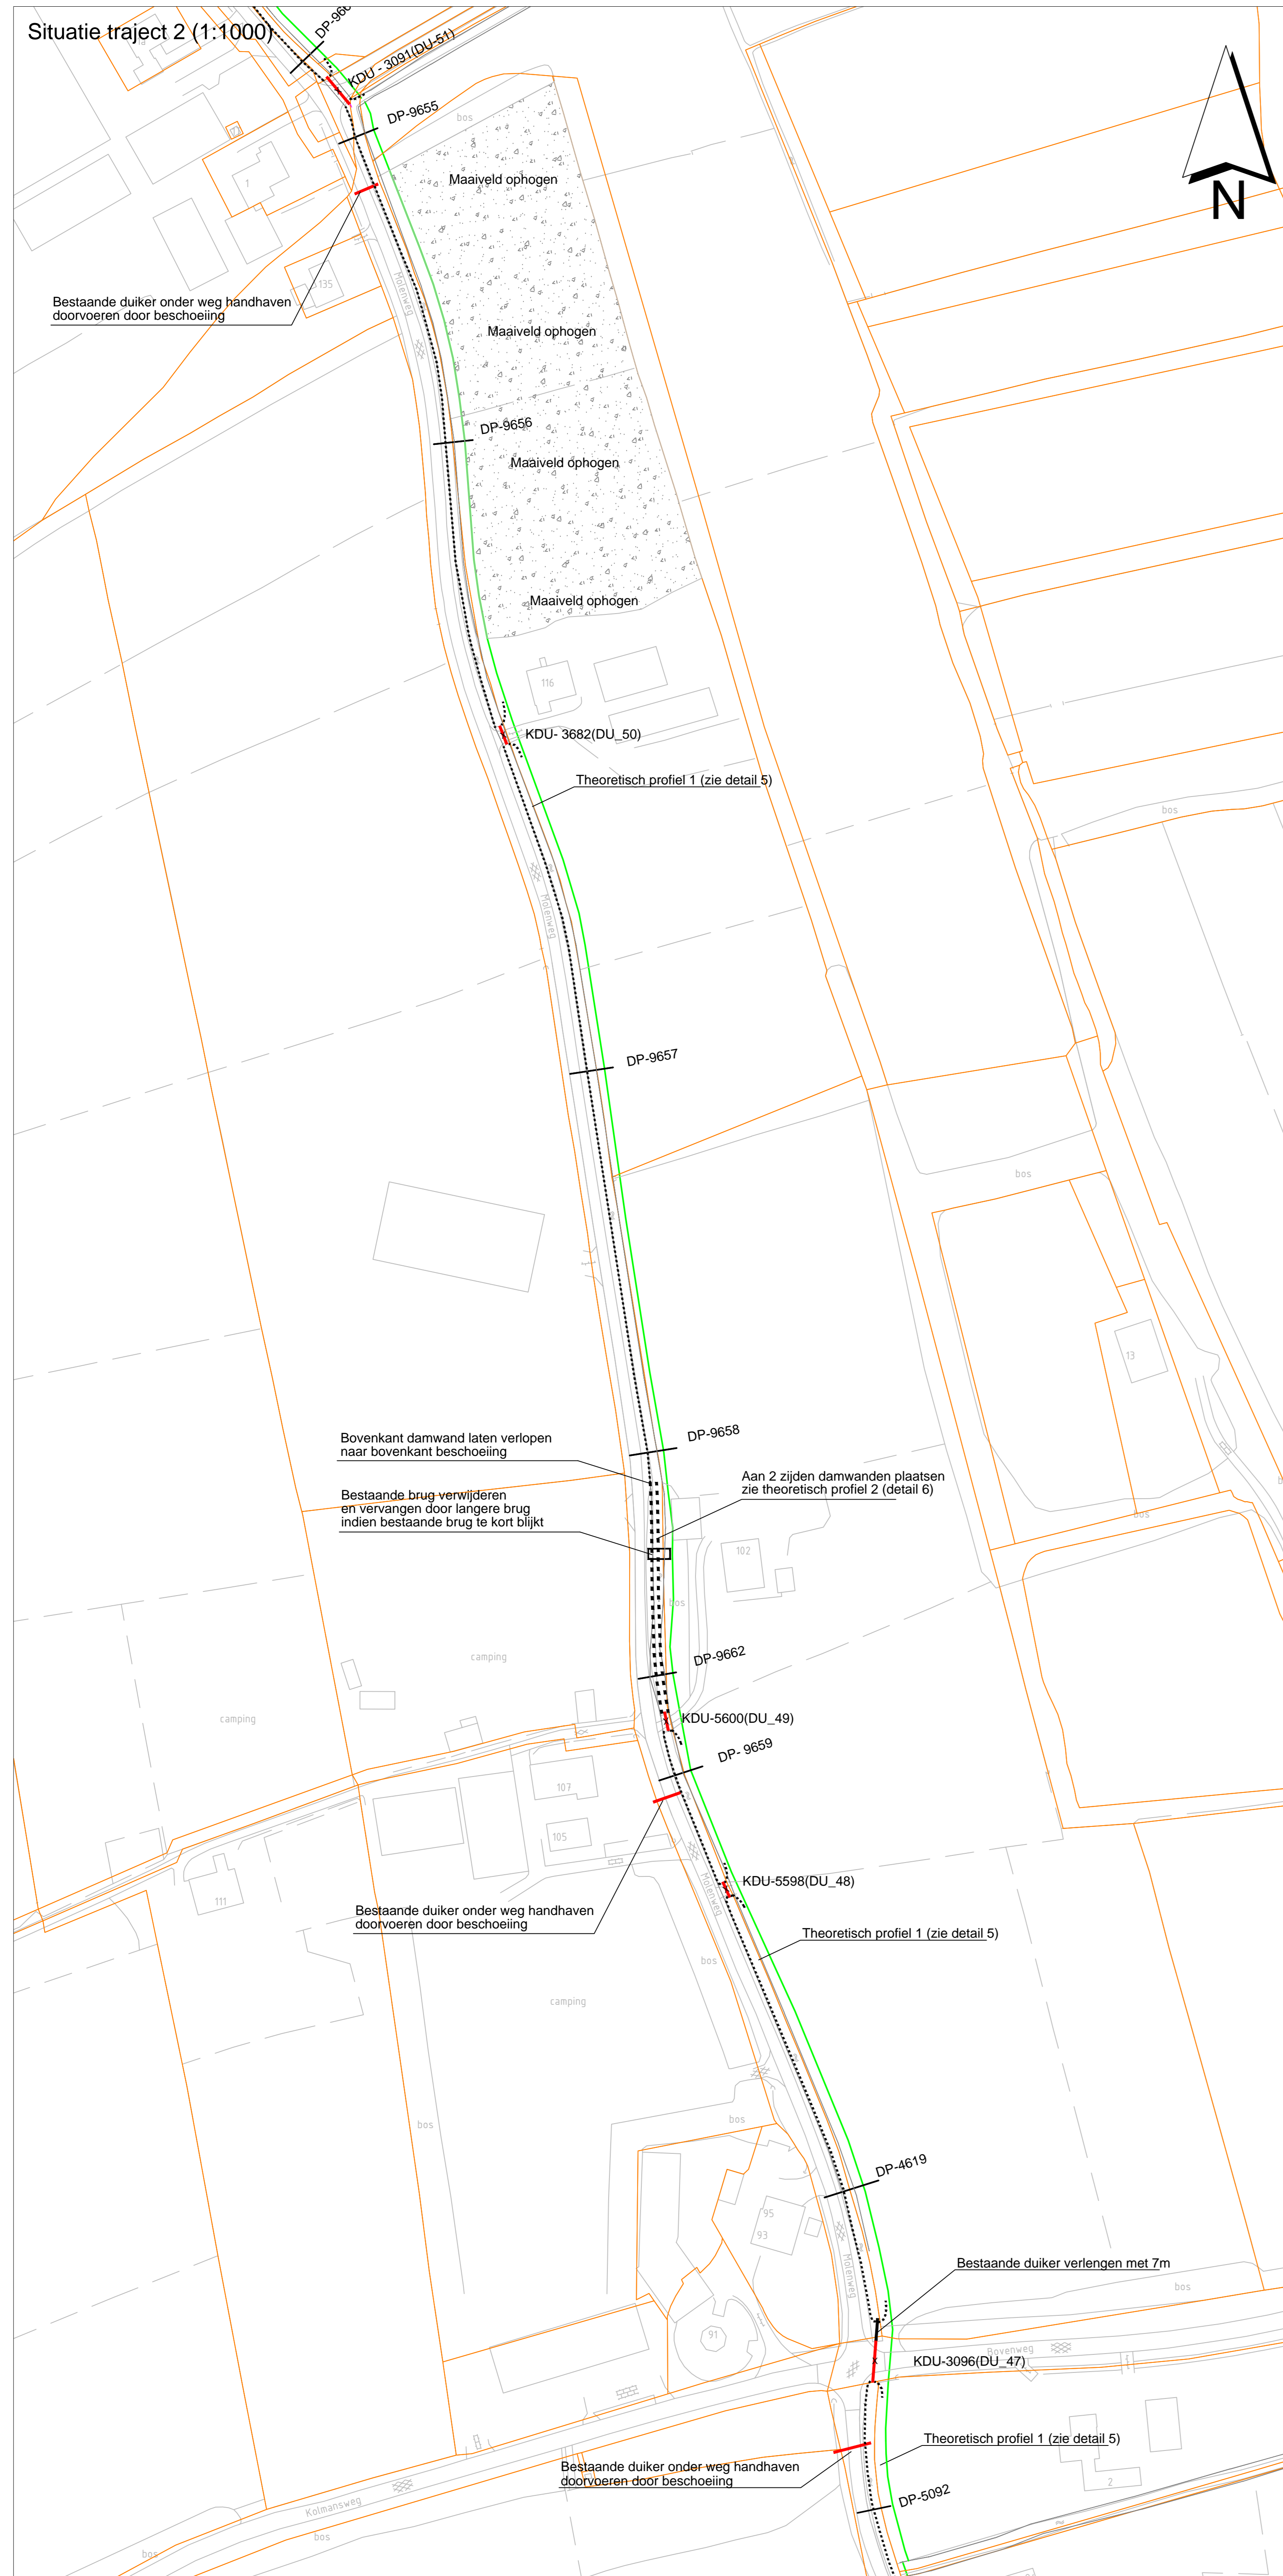 Situatie traject 2 (1:1000)
KDU - 3091(DU-51)
DP-9655
bos
Maaiveld ophogen
N
1
135
Molenweg
Bestaande duiker onder weg handhaven
doorvoeren door beschoeiing
Maaiveld ophogen
DP-9656
Maaiveld ophogen
Maaiveld ophogen
116
KDU- 3682(DU_50)
Theoretisch profiel 1 (zie detail 5)
bos
Molenweg
DP-9657
bos
13
DP-9658
Bovenkant damwand laten verlopen
naar bovenkant beschoeiing
Aan 2 zijden damwanden plaatsen
zie theoretisch profiel 2 (detail 6)
Bestaande brug verwijderen
en vervangen door langere brug
indien bestaande brug te kort blijkt
bos
102
bos
camping
DP-9662
camping
KDU-5600(DU_49)
DP- 9659
107
105
111
KDU-5598(DU_48)
Molenweg
Bestaande duiker onder weg handhaven
doorvoeren door beschoeiing
Theoretisch profiel 1 (zie detail 5)
bos
camping
bos
bos
DP-4619
95
93
Molenweg
Bestaande duiker verlengen met 7m
bos
91
Bovenweg
x
KDU-3096(DU_47)
Theoretisch profiel 1 (zie detail 5)
Bestaande duiker onder weg handhaven
doorvoeren door beschoeiing
2
DP-5092
Kolmansweg
bos
bos